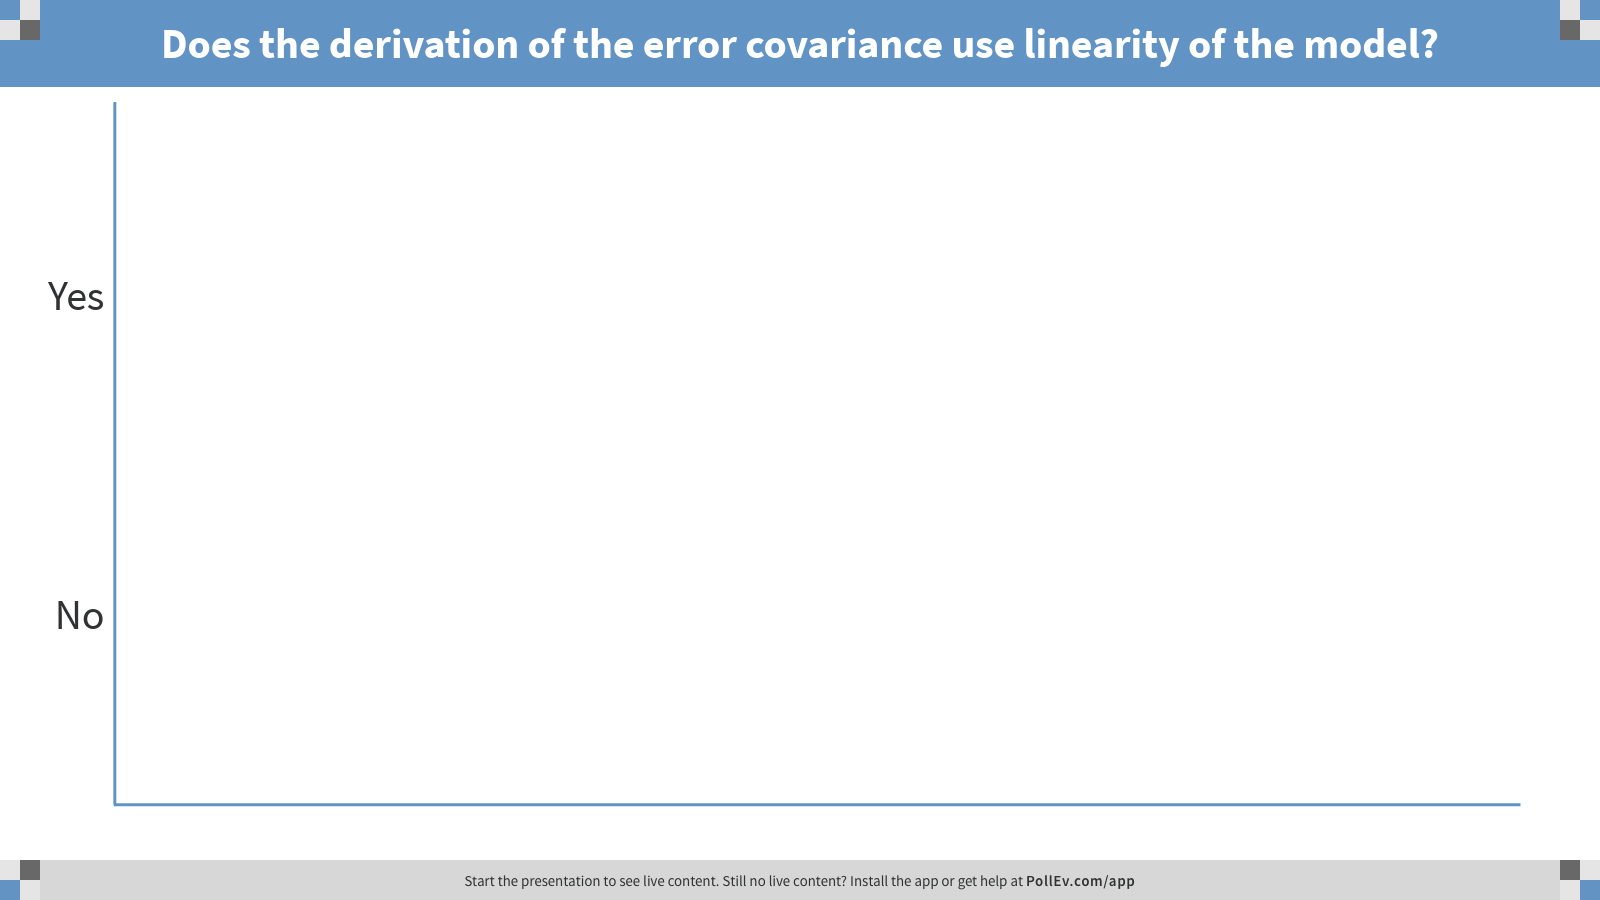 Does the derivation of the error covariance use linearity of the model?
Yes
No
Start the presentation to see live content. Still no live content? Install the app or get help at PollEv.com/app